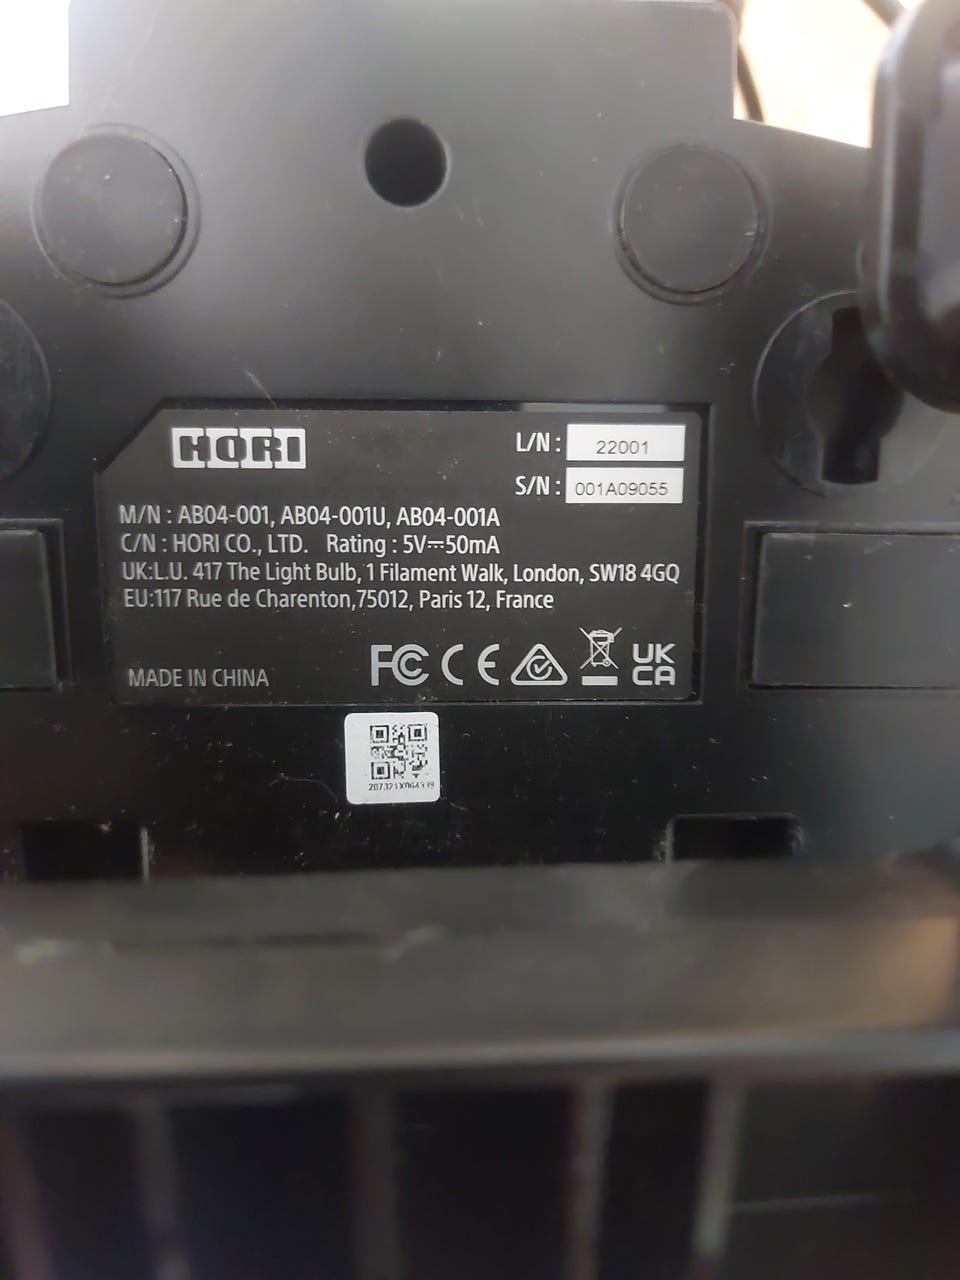 HORI
L/N : 22001
S/N : 001A09055
M/N : AB04-001, AB04-001U, AB04-001A
C/N : HORI CO., LTD. Rating : 5V⎓50mA
UK:L.U. 417 The Light Bulb, 1 Filament Walk, London, SW18 4GQ
EU:117 Rue de Charenton,75012, Paris 12, France
FC CE UK
CA
MADE IN CHINA